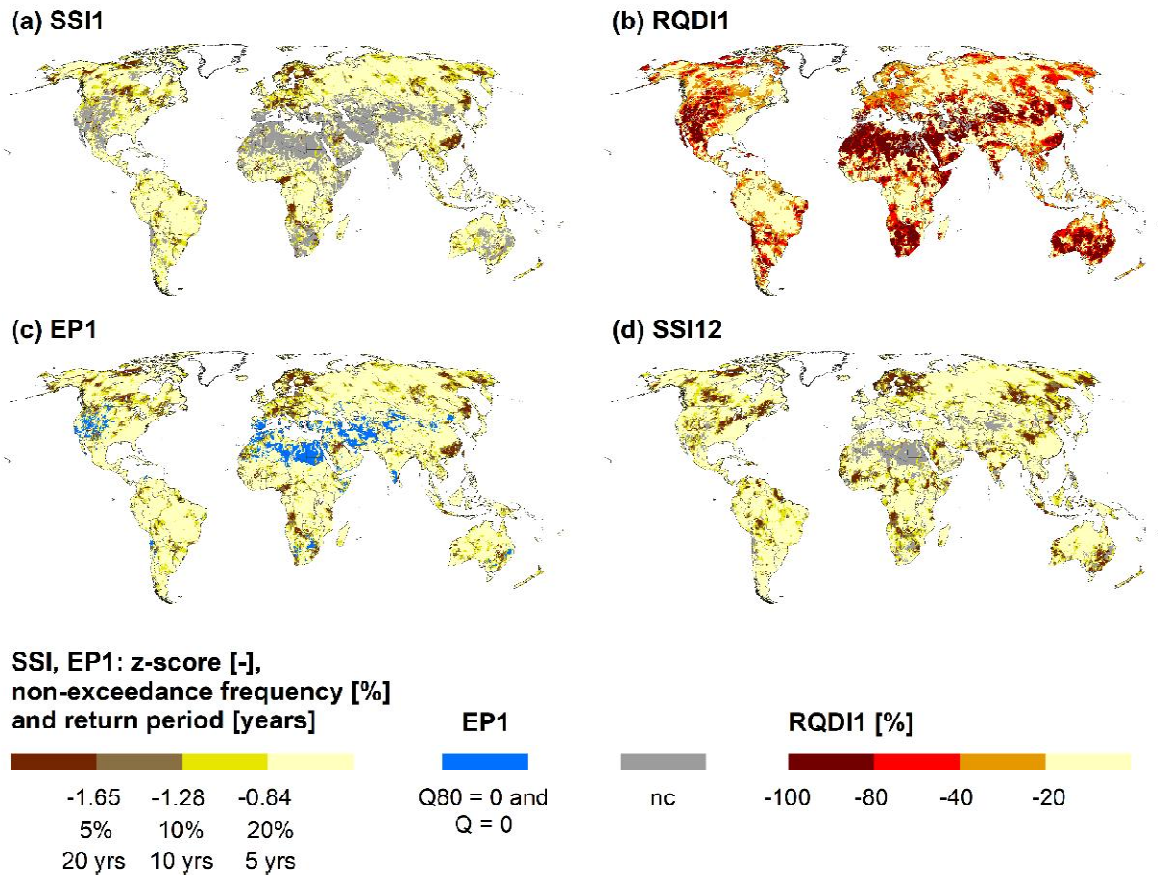 (a) SSI1
(b) RQDI1
(c) EP1
(d) SSI12
SSI, EP1: z-score [-],
non-exceedance frequency [%]
and return period [years]
EP1
RQDI1 [%]
-1.65 -1.28 -0.84
5% 10% 20%
20 yrs 10 yrs 5 yrs
Q80 = 0 and
Q = 0
nc
-100 -80 -40 -20